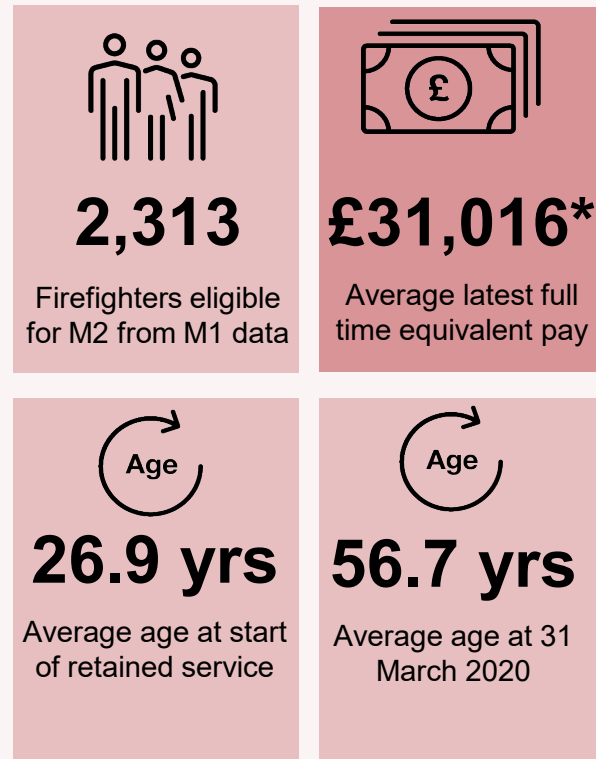 £
2,313
£31,016*
Firefighters eligible
for M2 from M1 data
Average latest full
time equivalent pay
Age
26.9 yrs
Average age at start
of retained service
Age
56.7 yrs
Average age at 31
March 2020